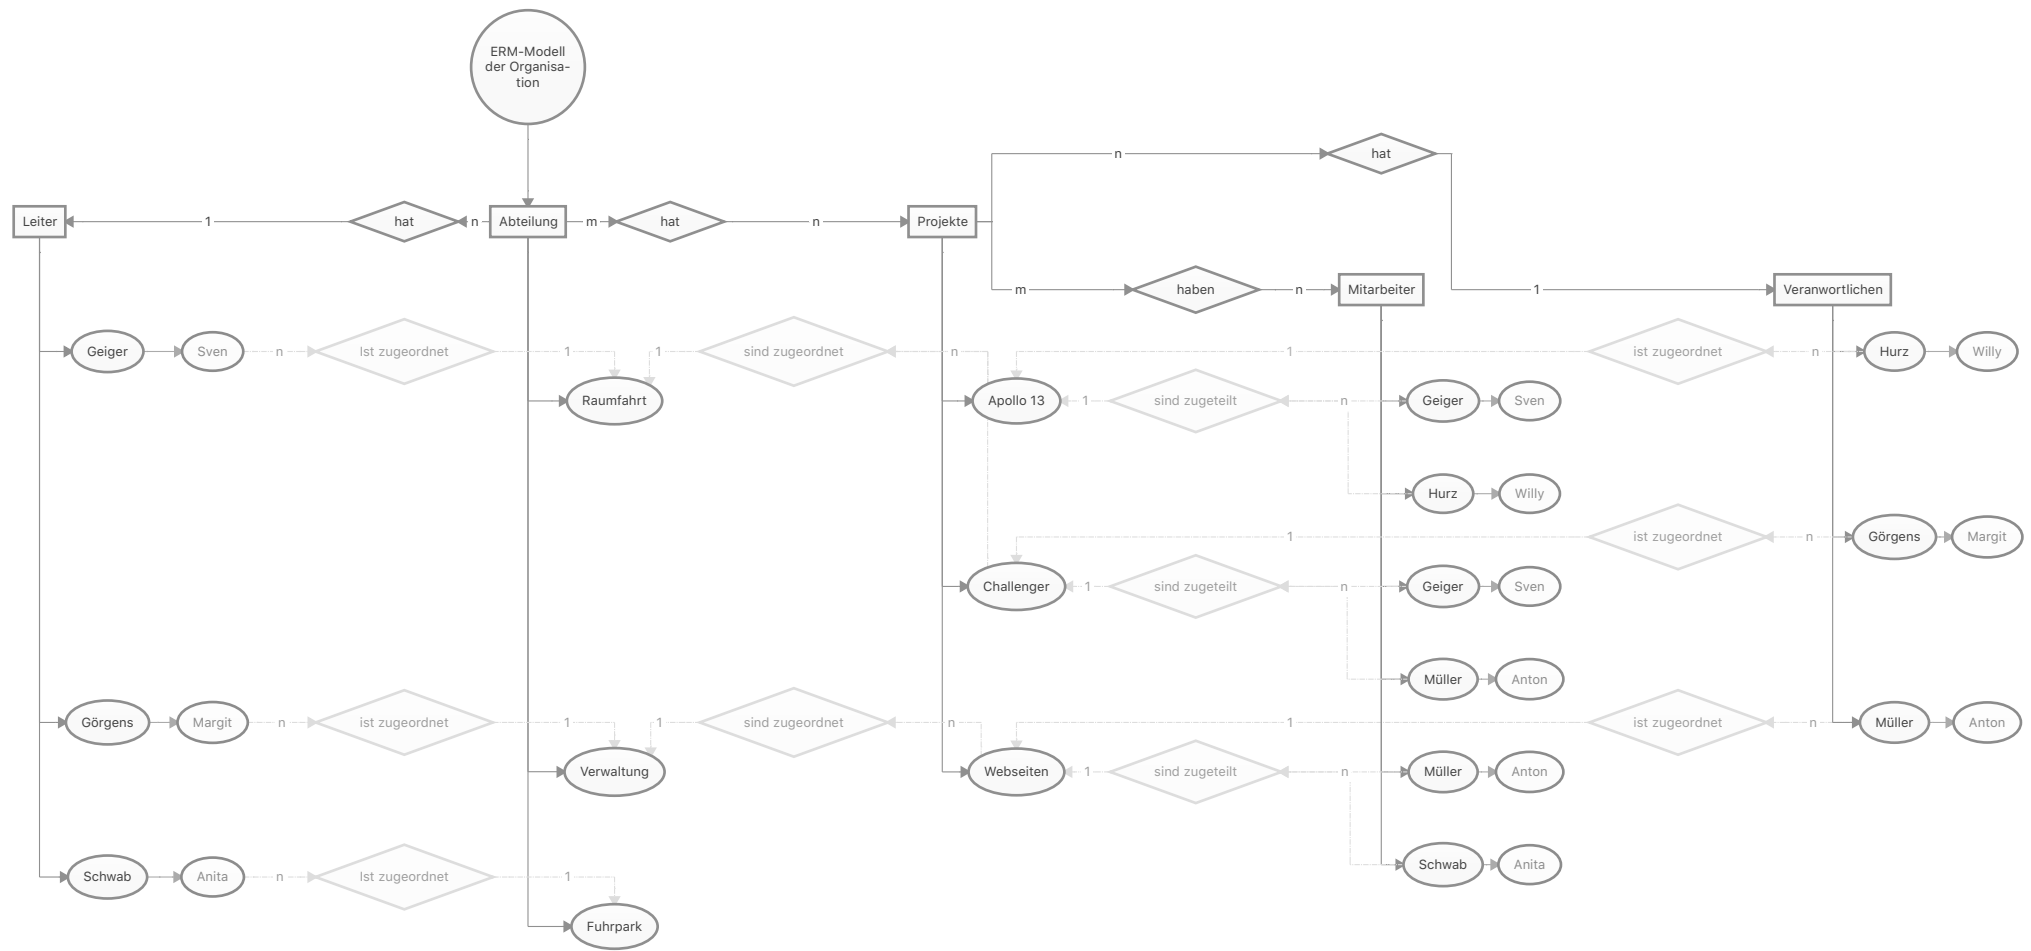 ERM-Modell
der Organisa-
tion
n
hat
Leiter
1
hat
n
Abteilung
m
hat
n
Projekte
m
haben
n
Mitarbeiter
1
Veranwortlichen
Geiger
Sven
n
Ist zugeordnet
1
1
sind zugeordnet
n
1
ist zugeordnet
n
Hurz
Willy
Raumfahrt
Apollo 13
1
sind zugeteilt
n
Geiger
Sven
Hurz
Willy
1
ist zugeordnet
n
Görgens
Margit
Challenger
1
sind zugeteilt
n
Geiger
Sven
Müller
Anton
Görgens
Margit
n
ist zugeordnet
1
1
sind zugeordnet
n
1
ist zugeordnet
n
Müller
Anton
Verwaltung
Webseiten
1
sind zugeteilt
n
Müller
Anton
Schwab
Anita
Schwab
Anita
n
Ist zugeordnet
1
Fuhrpark